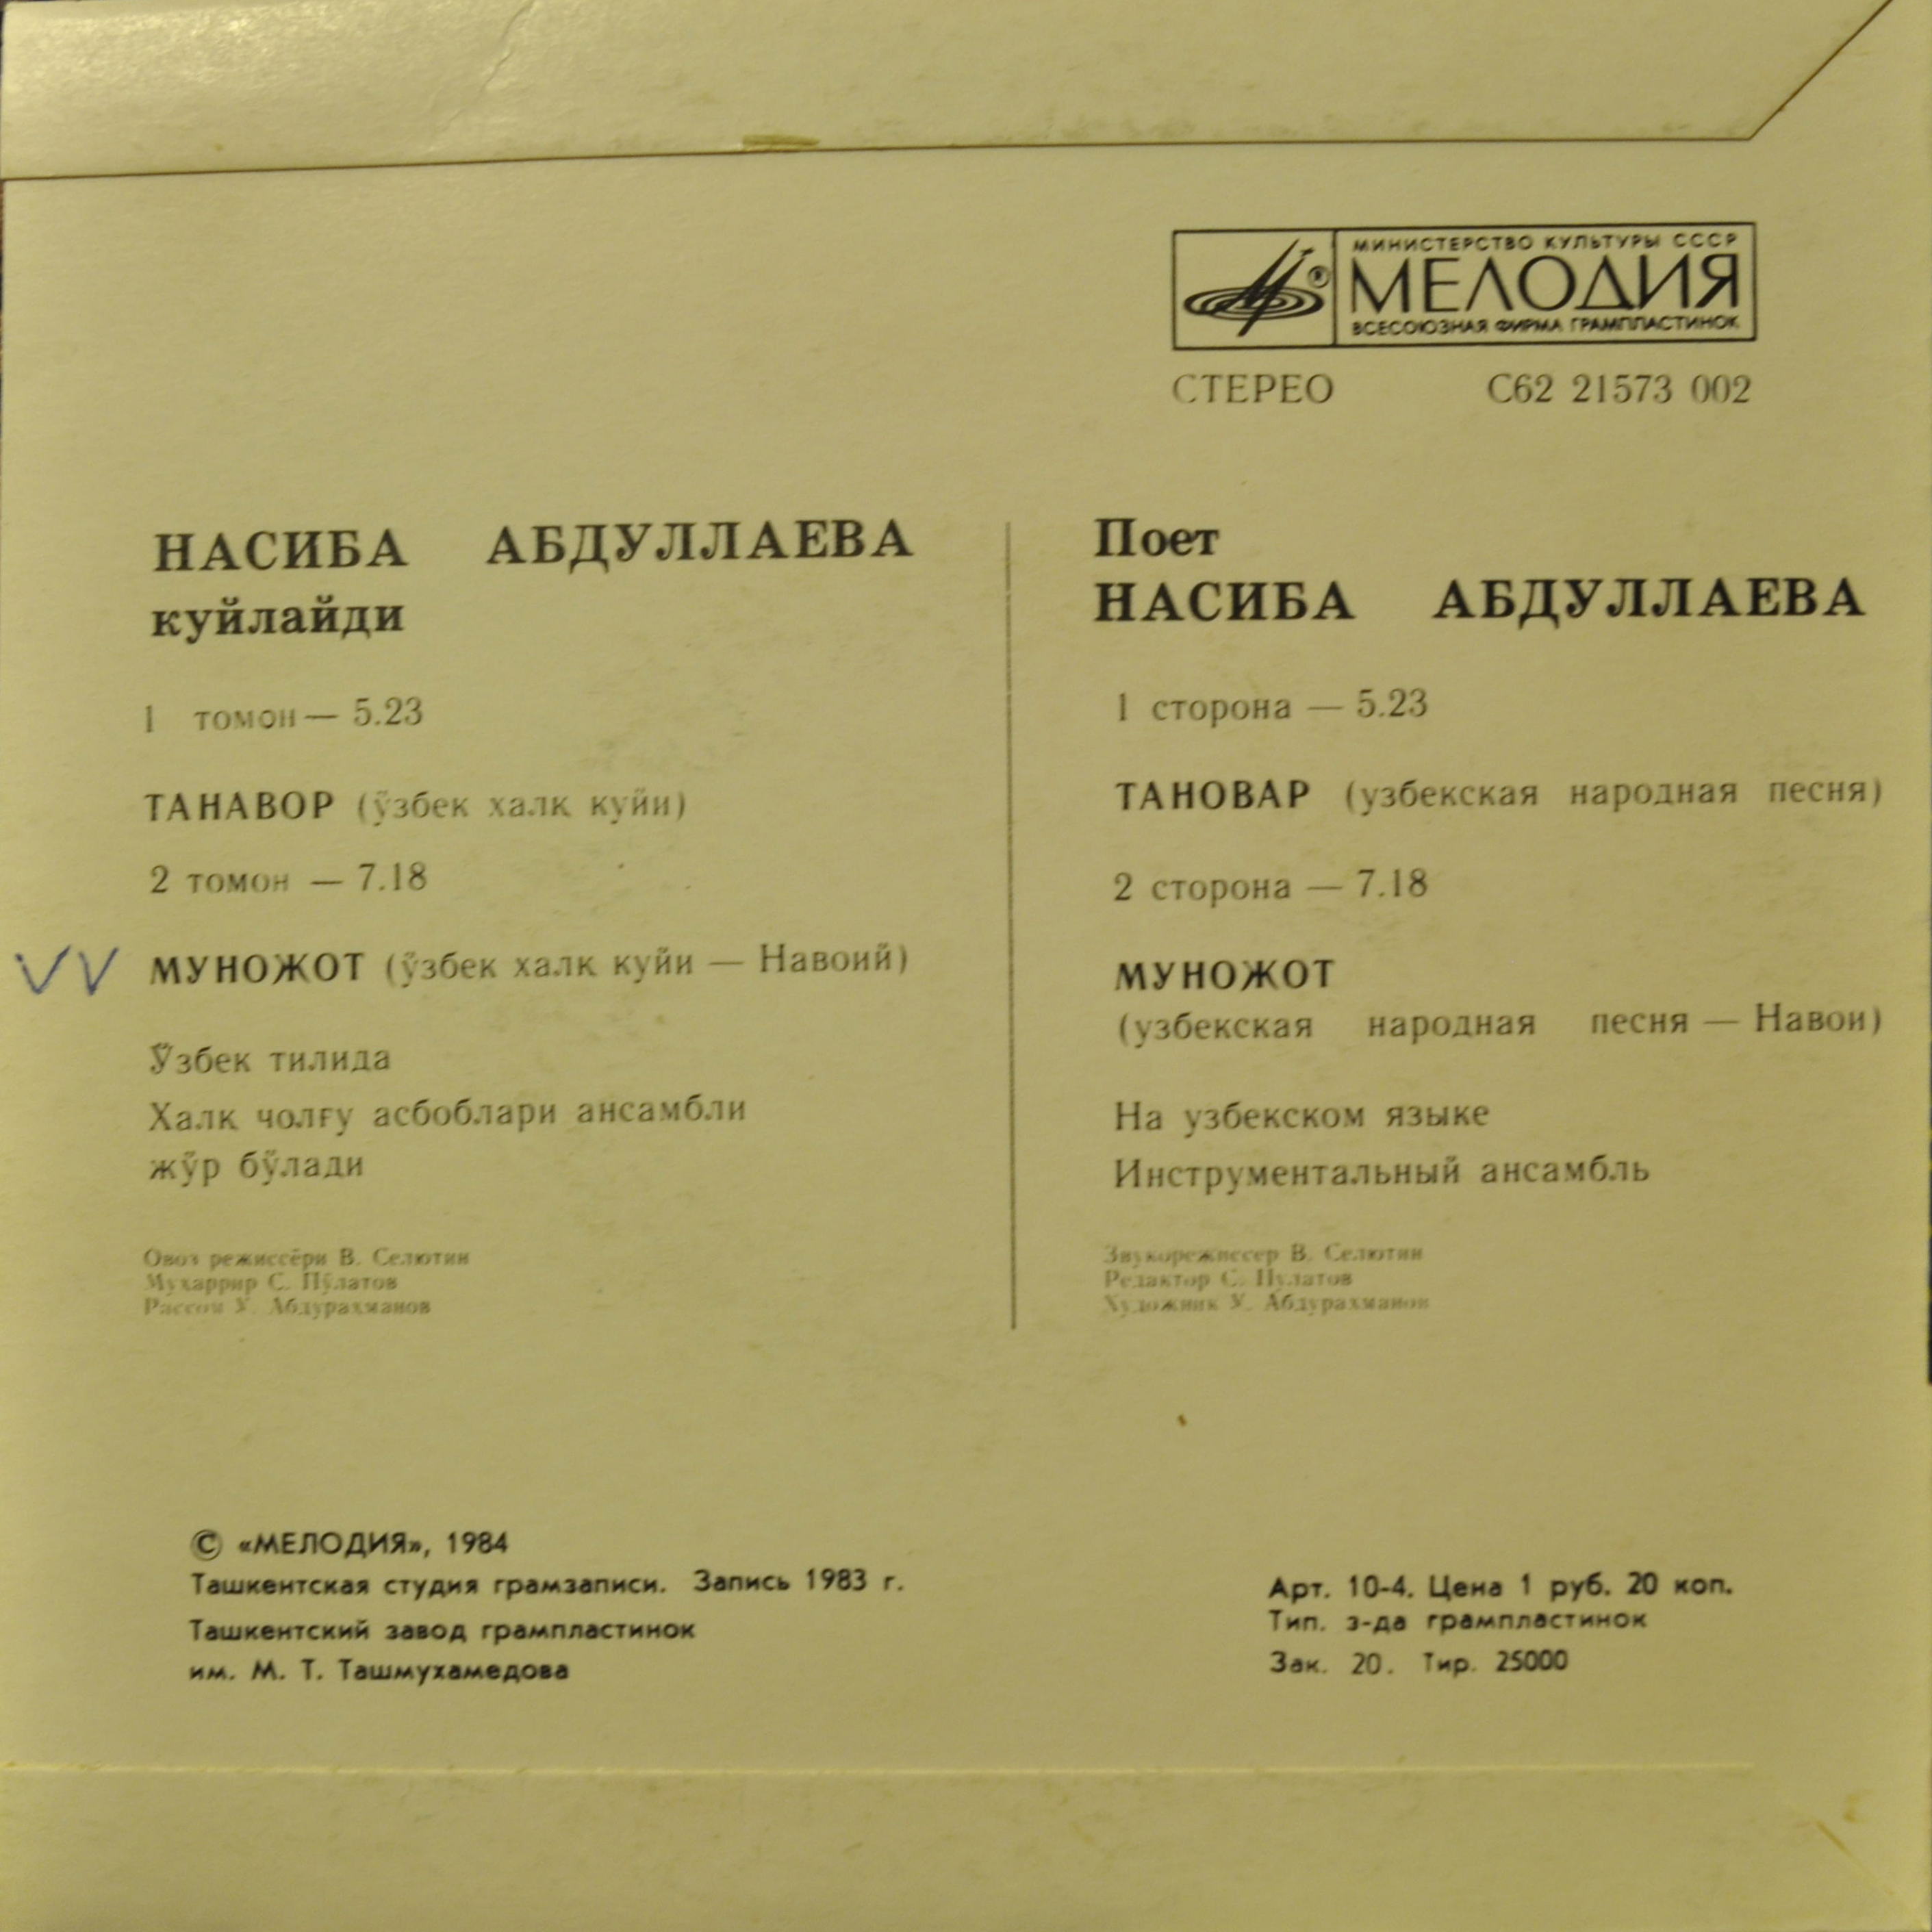 МИНИСТЕРСТВО КУЛЬТУРЫ СССР
МЕЛОДИЯ
ВСЕСОЮЗНАЯ ФИРМА ГРАМПЛАСТИНОК
СТЕРЕО С62 21573 002
НАСИБА АБДУЛЛАЕВА
куйлайди
1 томон — 5.23
ТАНАВОР (ўзбек халқ куйи)
2 томон — 7.18
VV МУНОЖОТ (ўзбек халқ куйи — Навоий)
Ўзбек тилида
Халқ чолғу асбоблари ансамбли
жўр бўлади
Овоз режиссёри В. Селютин
Муҳаррир С. Пўлатов
Рассом У. Абдурахманов
Поет
НАСИБА АБДУЛЛАЕВА
1 сторона — 5.23
ТАНОВАР (узбекская народная песня)
2 сторона — 7.18
МУНОЖОТ
(узбекская народная песня — Навои)
На узбекском языке
Инструментальный ансамбль
Звукорежиссер В. Селютин
Редактор С. Пулатов
Художник У. Абдурахманов
© «МЕЛОДИЯ», 1984
Ташкентская студия грамзаписи. Запись 1983 г.
Ташкентский завод грампластинок
им. М. Т. Ташмухамедова
Арт. 10-4. Цена 1 руб. 20 коп.
Тип. з-да грампластинок
Зак. 20. Тир. 25000